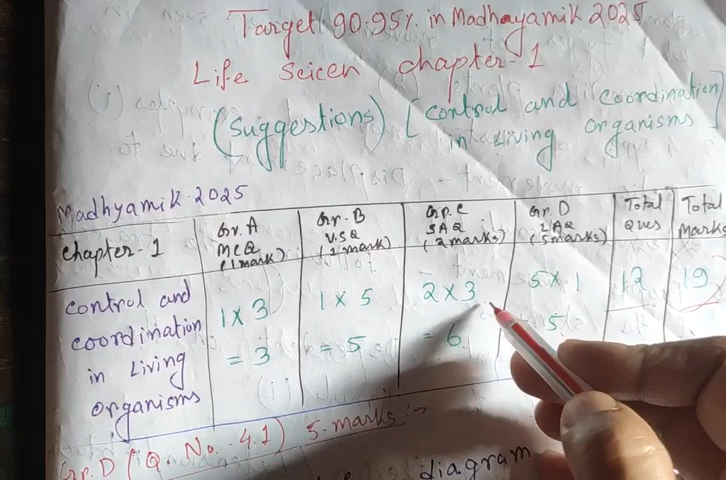 Target 90-95% in Madhayamik 2025
Life Seicen chapter-1
(Suggestions) [Control and coordination in Living organisms]
Madhyamik-2025
Chapter-1
Gr. A MCQ (1 mark)
Gr. B VSQ (1 mark)
Gr. C SAQ (2 marks)
Gr. D LAQ (5 marks)
Total Ques
Total Marks
control and coordination in Living organisms
1 x 3 = 3
1 x 5 = 5
2 x 3 = 6
5 x 1
5
12
19
Gr. D (Q. No. - 4.1) 5-marks :-
diagram